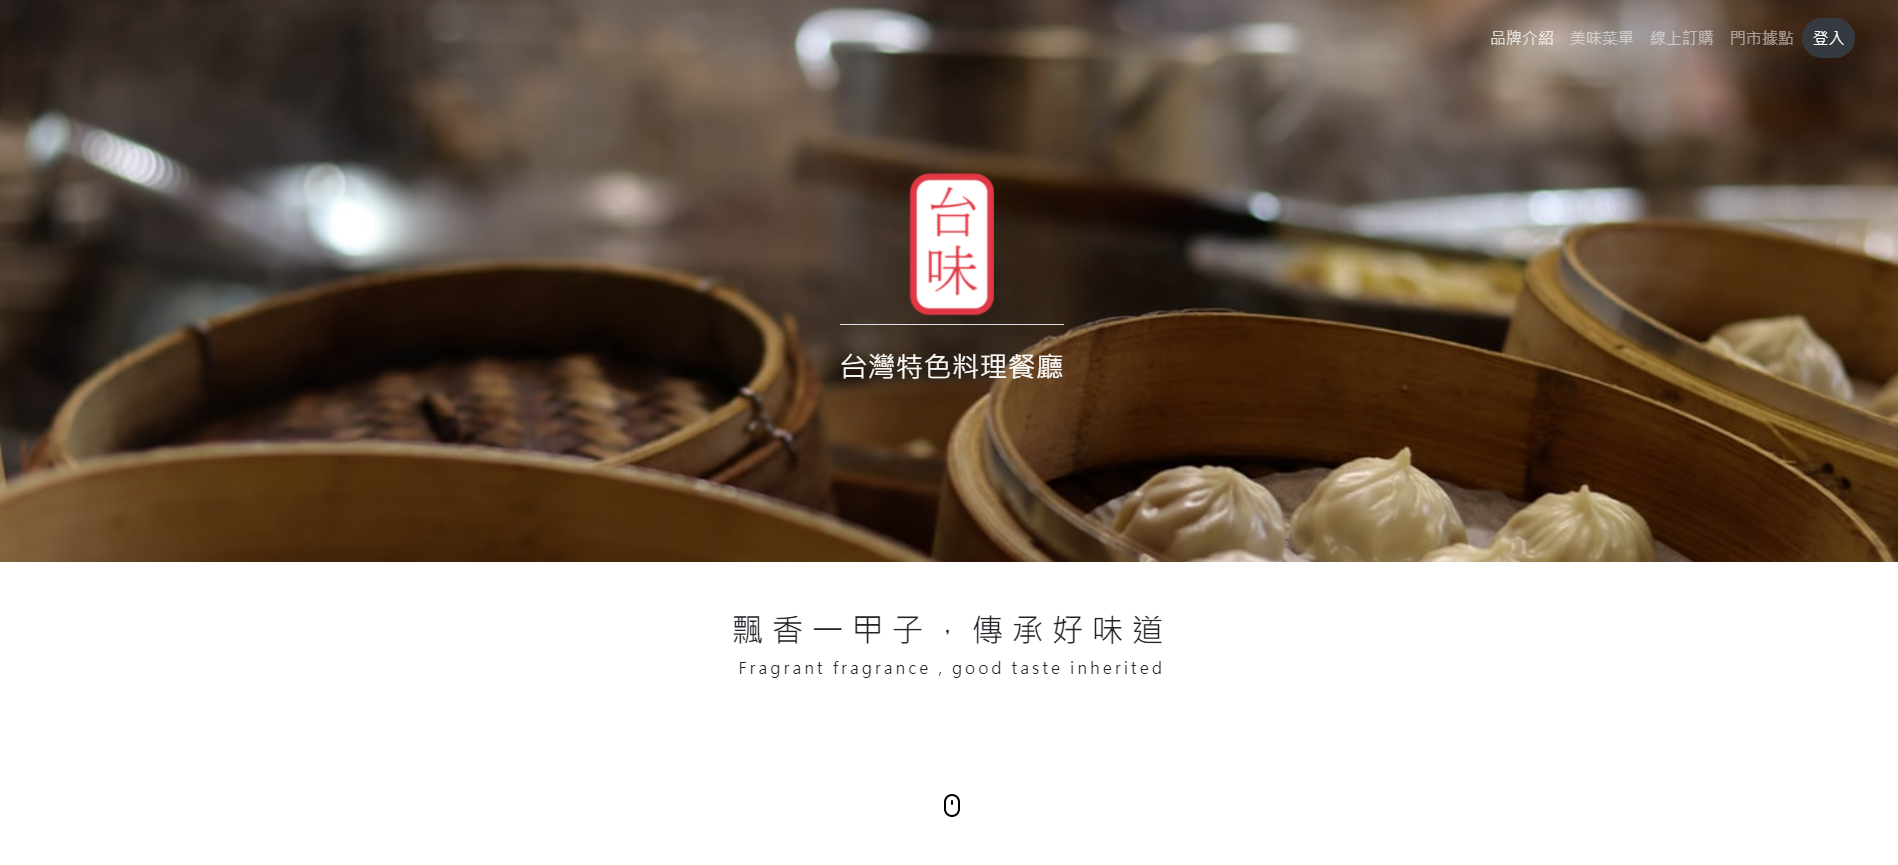 品牌介紹 美味菜單 線上訂購 門市據點 登入
台味
台灣特色料理餐廳
飄香一甲子，傳承好味道
Fragrant fragrance , good taste inherited